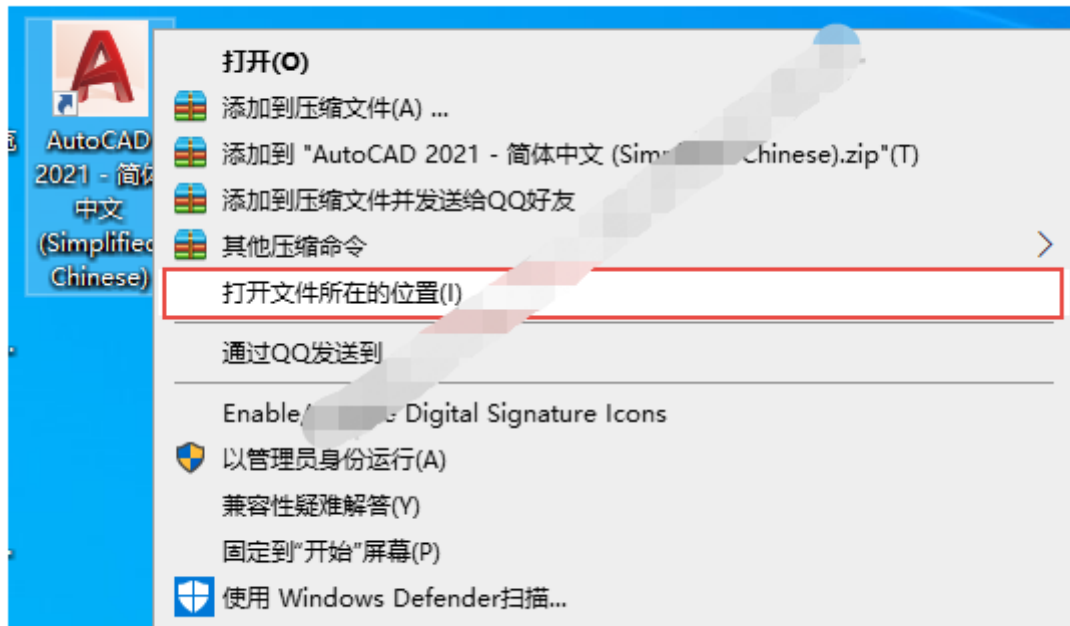 AutoCAD
2021 - 简体
中文
(Simplified
Chinese)
打开(O)
添加到压缩文件(A) ...
添加到 "AutoCAD 2021 - 简体中文 Chinese).zip"(T)
添加到压缩文件并发送给QQ好友
其他压缩命令
打开文件所在的位置(I)
通过QQ发送到
Enable/ Digital Signature Icons
以管理员身份运行(A)
兼容性疑难解答(Y)
固定到“开始”屏幕(P)
使用 Windows Defender扫描...